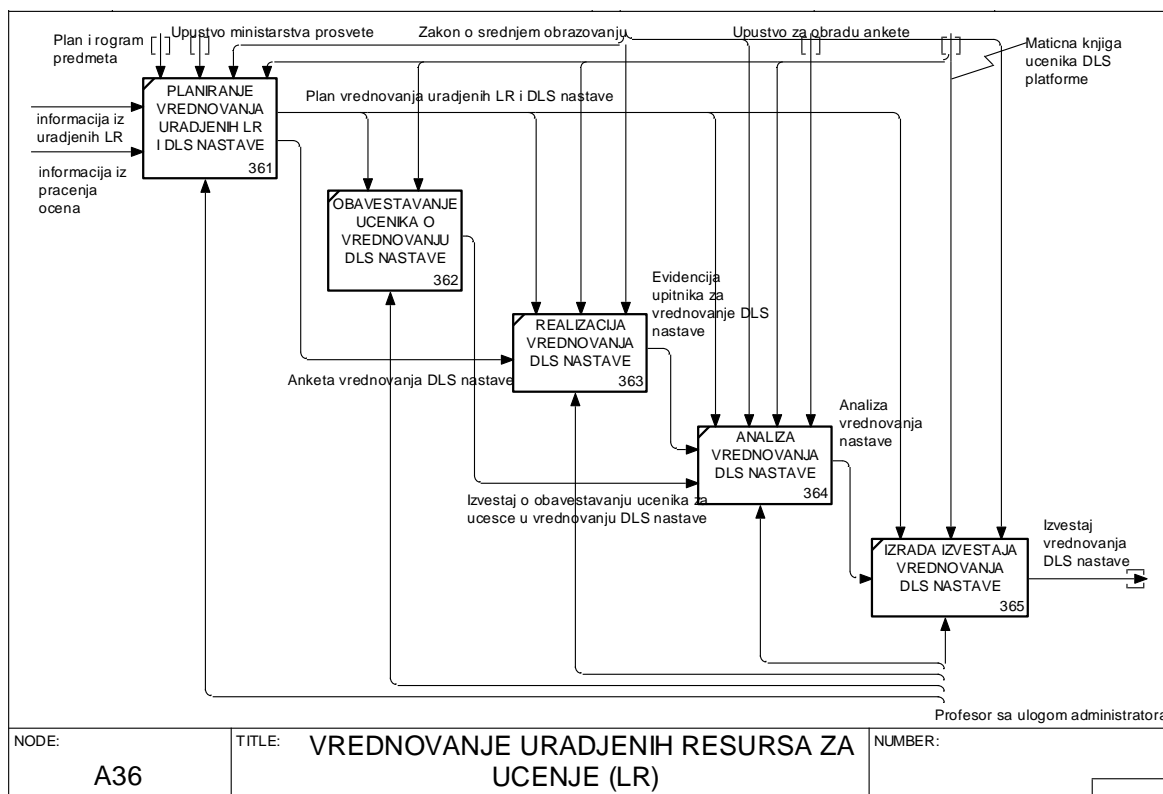 Plan i rogram
predmeta
Upustvo ministarstva prosvete
Zakon o srednjem obrazovanju
Upustvo za obradu ankete
Maticna knjiga
ucenika DLS
platforme
PLANIRANJE
VREDNOVANJA
URADJENIH LR
I DLS NASTAVE
361
Plan vrednovanja uradjenih LR i DLS nastave
informacija iz
uradjenih LR
informacija iz
pracenja
ocena
OBAVESTAVANJE
UCENIKA O
VREDNOVANJU
DLS NASTAVE
362
Evidencija
upitnika za
vrednovanje DLS
nastave
REALIZACIJA
VREDNOVANJA
DLS NASTAVE
363
Anketa vrednovanja DLS nastave
Analiza
vrednovanja
nastave
ANALIZA
VREDNOVANJA
DLS NASTAVE
364
Izvestaj o obavestavanju ucenika za
ucesce u vrednovanju DLS nastave
Izvestaj
vrednovanja
DLS nastave
IZRADA IZVESTAJA
VREDNOVANJA
DLS NASTAVE
365
Profesor sa ulogom administratora
NODE:
A36
TITLE:
VREDNOVANJE URADJENIH RESURSA ZA
UCENJE (LR)
NUMBER: